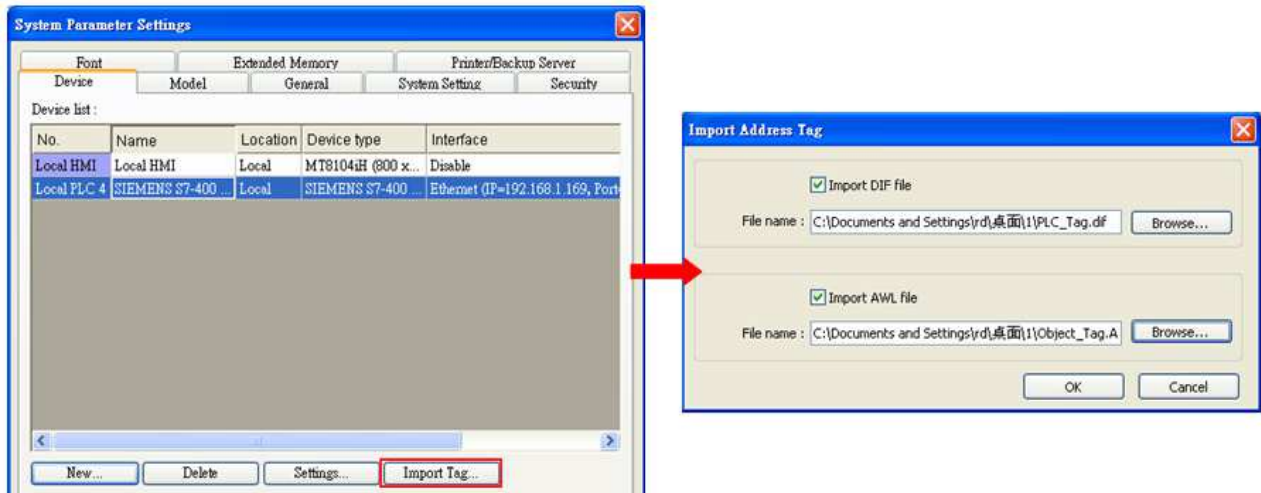 System Parameter Settings
Font Extended Memory Printer/Backup Server
Device Model General System Setting Security
Device list :
No. Name Location Device type Interface
Local HMI Local HMI Local MT8104iH (800 x... Disable
Local PLC 4 SIEMENS S7-400 ... Local SIEMENS S7-400 ... Ethernet (IP=192.168.1.169, Port
New... Delete Settings... Import Tag...
Import Address Tag
Import DIF file
File name : C:\Documents and Settings\rd\桌面\1\PLC_Tag.dif Browse...
Import AWL file
File name : C:\Documents and Settings\rd\桌面\1\Object_Tag.A Browse...
OK Cancel